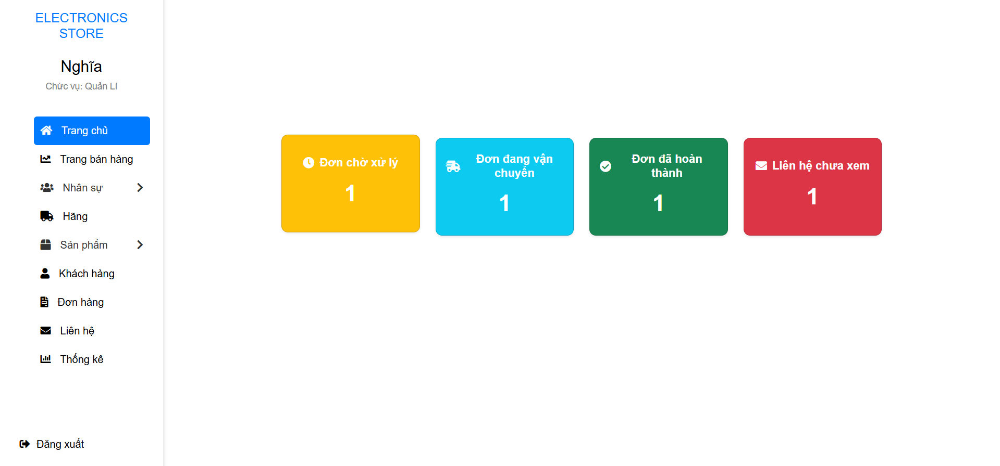 ELECTRONICS
STORE
Nghĩa
Chức vụ: Quản Lí
Trang chủ
Trang bán hàng
Nhân sự
Hãng
Sản phẩm
Khách hàng
Đơn hàng
Liên hệ
Thống kê
Đăng xuất
Đơn chờ xử lý
1
Đơn đang vận
chuyển
1
Đơn đã hoàn
thành
1
Liên hệ chưa xem
1